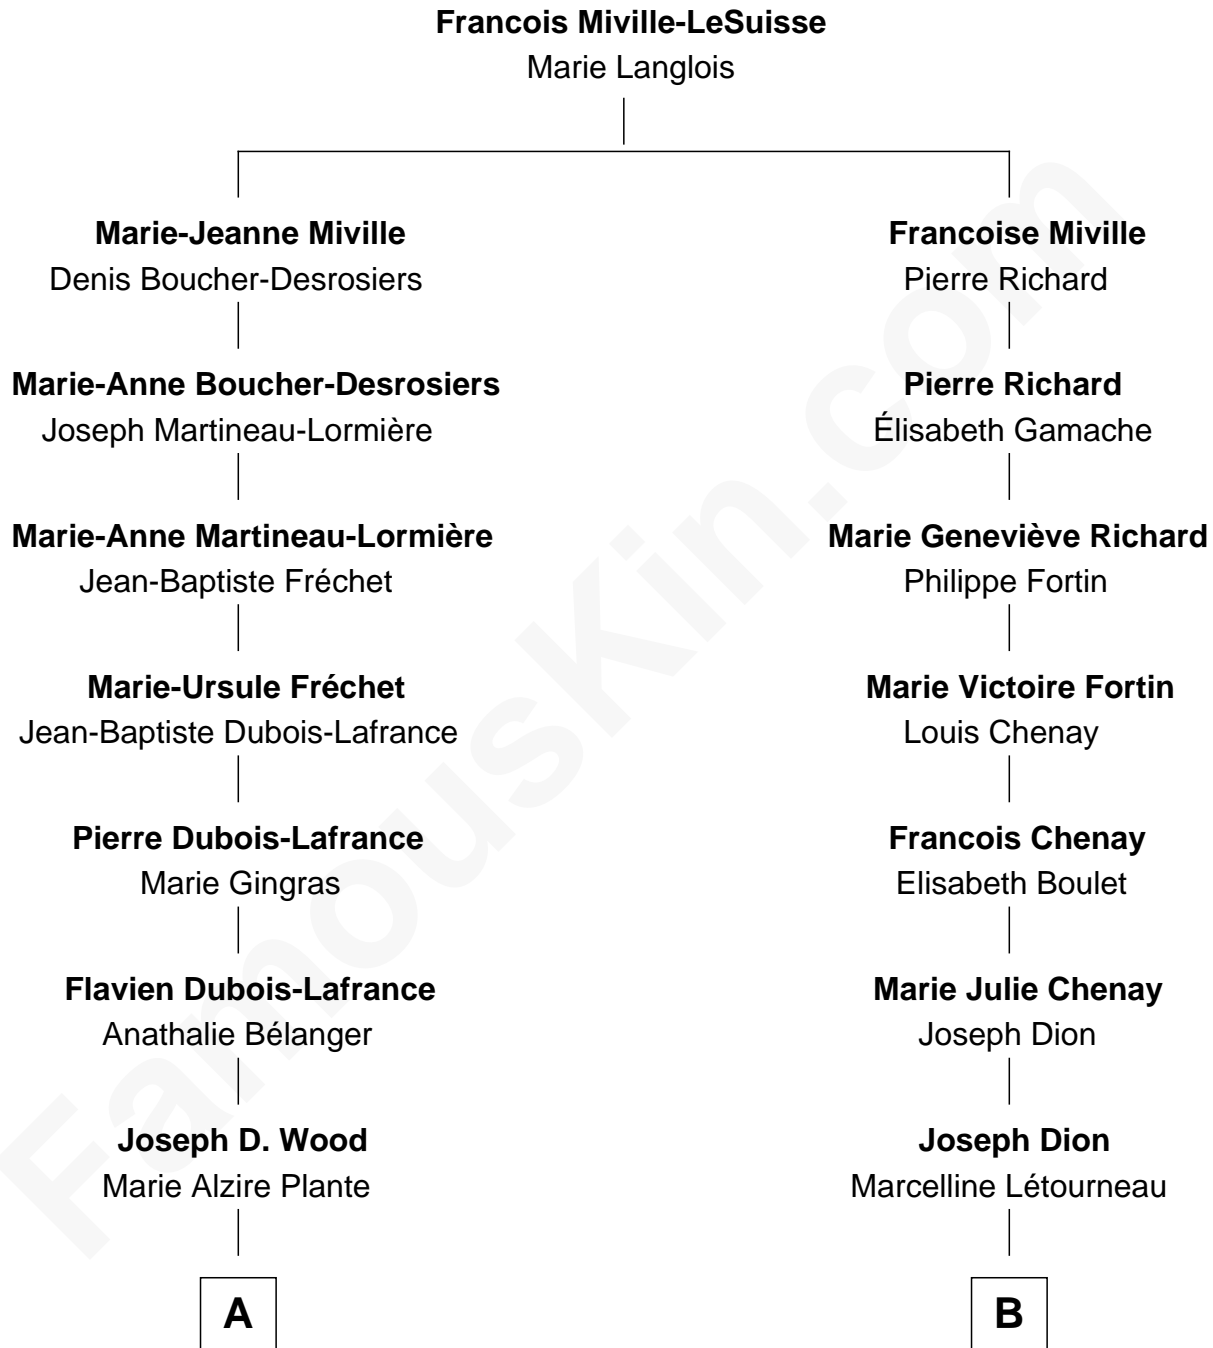 Francois Miville-LeSuisse
Marie Langlois
Marie-Jeanne Miville
Denis Boucher-Desrosiers
Francoise Miville
Pierre Richard
Marie-Anne Boucher-Desrosiers
Joseph Martineau-Lormière
Pierre Richard
Élisabeth Gamache
Marie-Anne Martineau-Lormière
Jean-Baptiste Fréchet
Marie Geneviève Richard
Philippe Fortin
Marie-Ursule Fréchet
Jean-Baptiste Dubois-Lafrance
Marie Victoire Fortin
Louis Chenay
Pierre Dubois-Lafrance
Marie Gingras
Francois Chenay
Elisabeth Boulet
Flavien Dubois-Lafrance
Anathalie Bélanger
Marie Julie Chenay
Joseph Dion
Joseph D. Wood
Marie Alzire Plante
Joseph Dion
Marcelline Létourneau
A
B
FamousKin.com